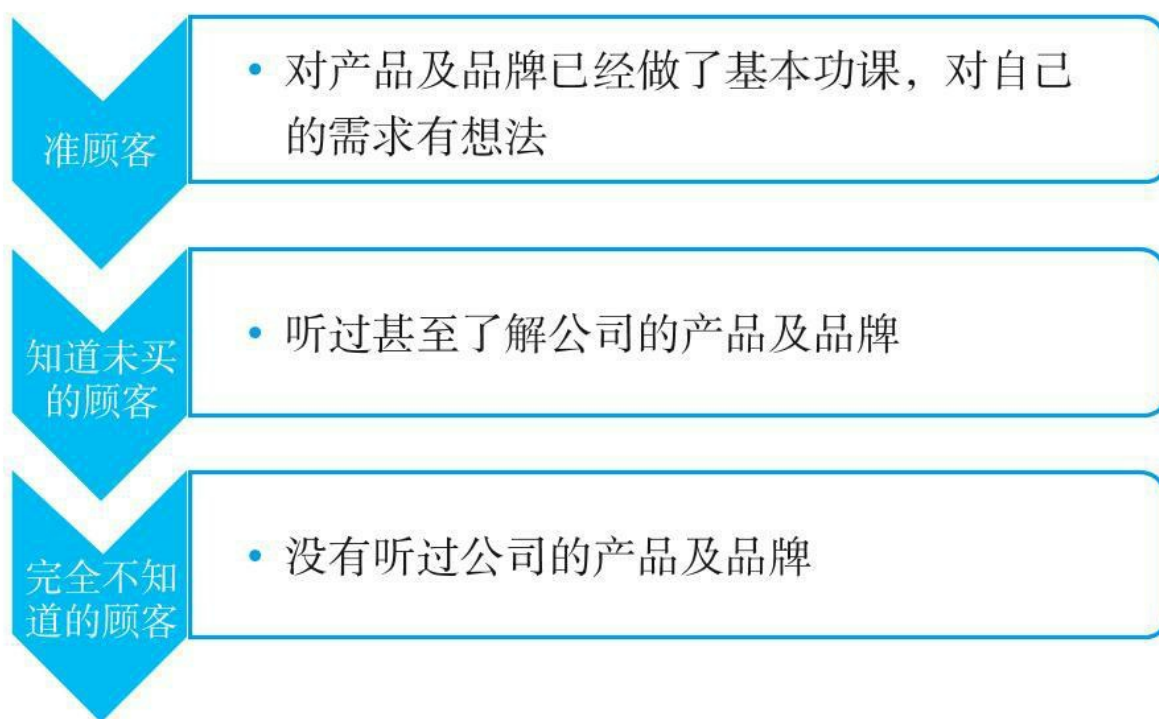 准顾客
• 对产品及品牌已经做了基本功课，对自己
的需求有想法
知道未买
的顾客
• 听过甚至了解公司的产品及品牌
完全不知
道的顾客
• 没有听过公司的产品及品牌